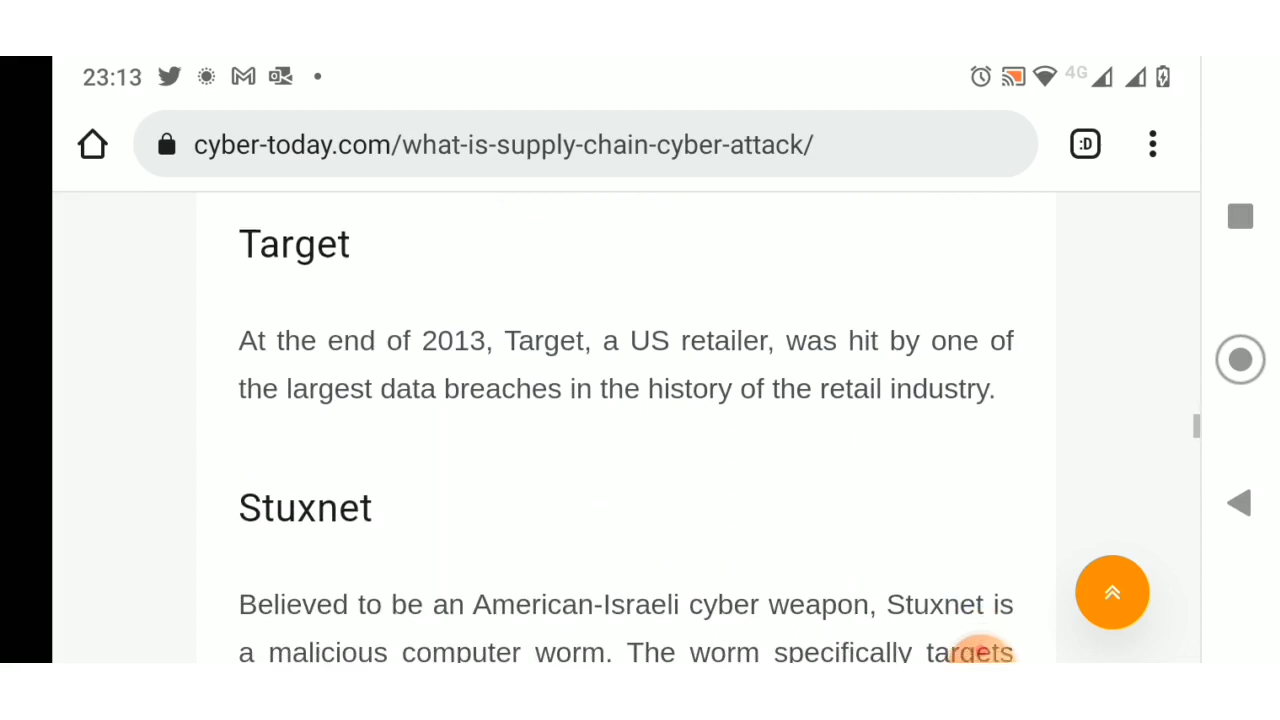 23:13
4G
cyber-today.com/what-is-supply-chain-cyber-attack/
:D
Target
At the end of 2013, Target, a US retailer, was hit by one of
the largest data breaches in the history of the retail industry.
Stuxnet
Believed to be an American-Israeli cyber weapon, Stuxnet is
a malicious computer worm. The worm specifically targets